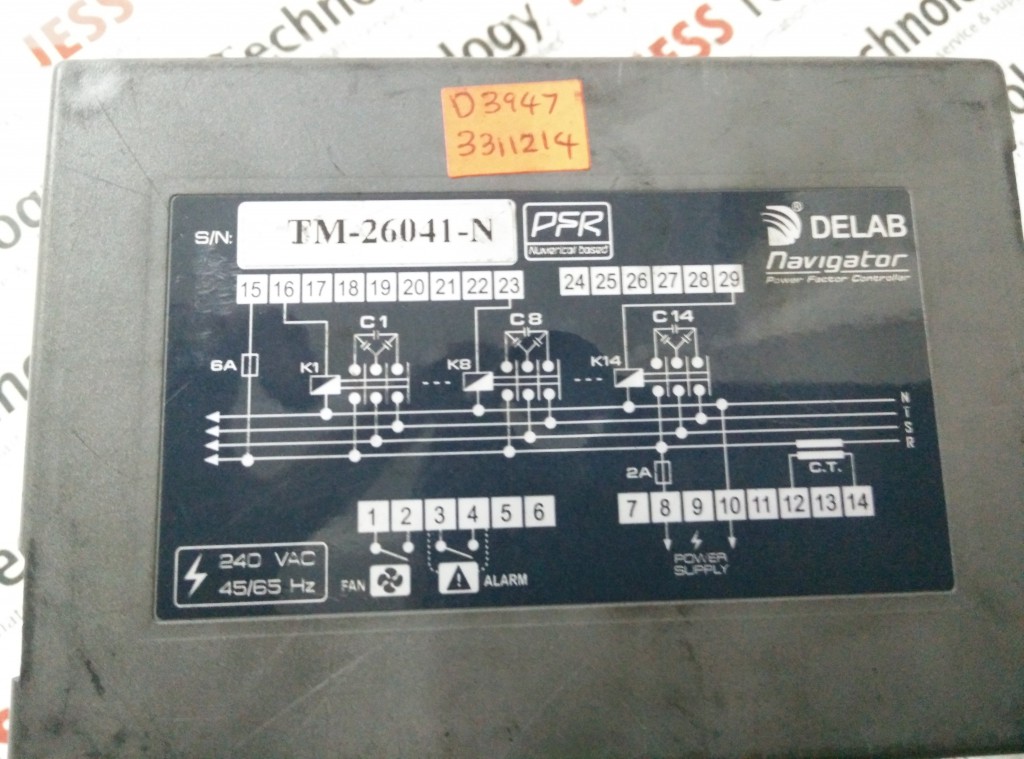 IESS Technology
D3947
3311214
S/N: TM-26041-N
PFR
Numerical based
DELAB
Navigator
Power Factor Controller
15 16 17 18 19 20 21 22 23
24 25 26 27 28 29
C1 C8 C14
6A K1 K8 K14
N
T
S
R
2A C.T.
1 2 3 4 5 6
7 8 9 10 11 12 13 14
240 VAC
45/65 Hz
FAN ALARM
POWER
SUPPLY